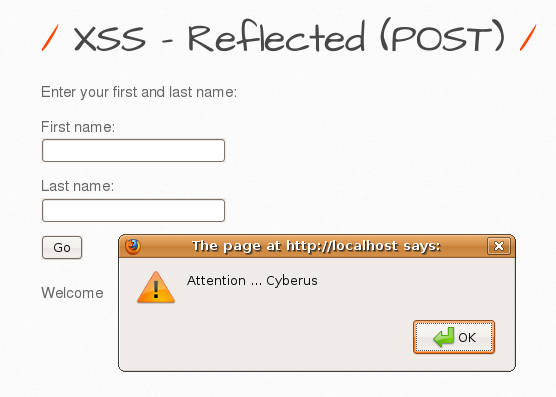 / XSS - Reflected (POST) /
Enter your first and last name:
First name:
Last name:
Go
The page at http://localhost says:
Attention ... Cyberus
Welcome
OK